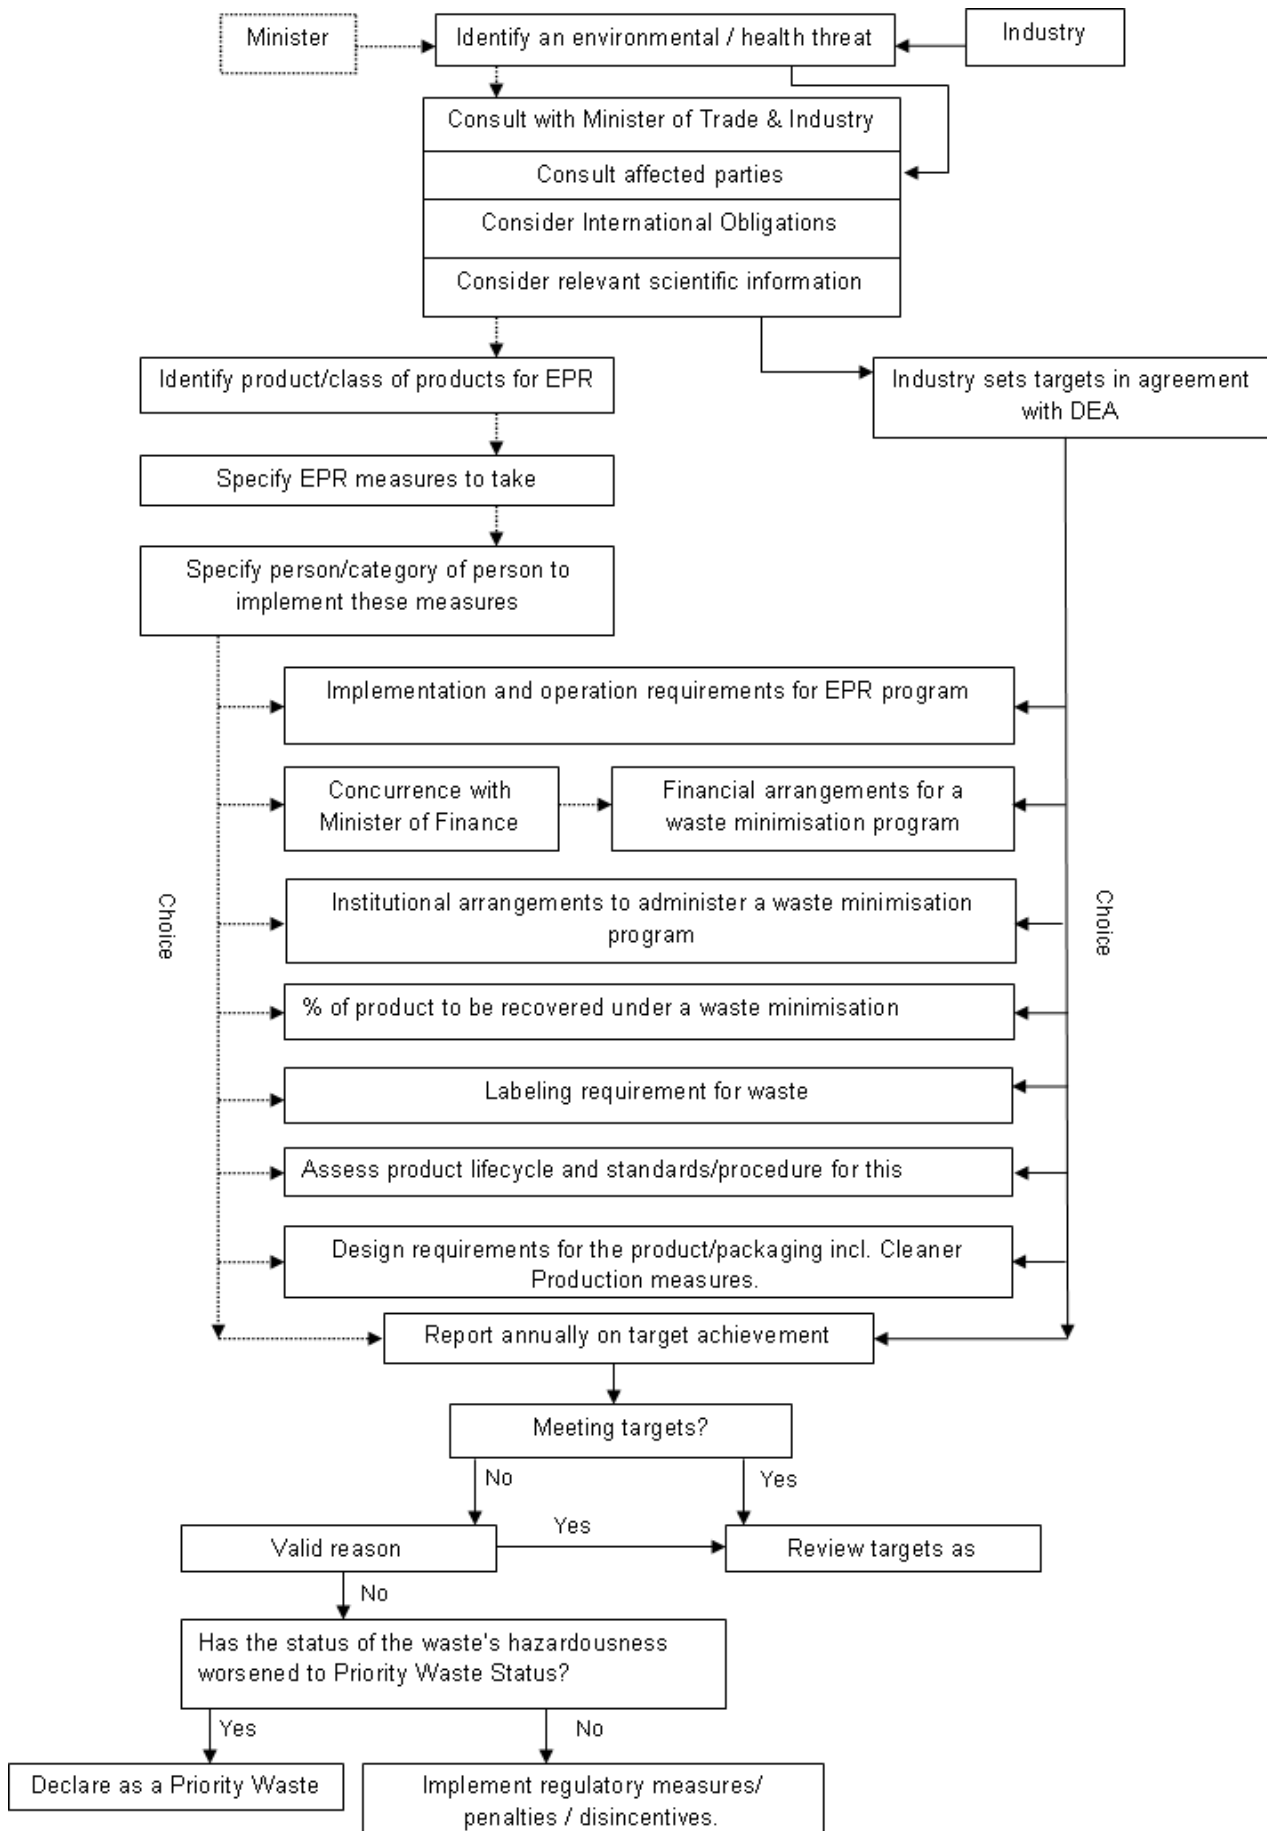 Minister
Identify an environmental / health threat
Industry
Consult with Minister of Trade & Industry
Consult affected parties
Consider International Obligations
Consider relevant scientific information
Identify product/class of products for EPR
Industry sets targets in agreement
with DEA
Specify EPR measures to take
Specify person/category of person to
implement these measures
Implementation and operation requirements for EPR program
Concurrence with
Minister of Finance
Financial arrangements for a
waste minimisation program
Choice
Institutional arrangements to administer a waste minimisation
program
Choice
% of product to be recovered under a waste minimisation
Labeling requirement for waste
Assess product lifecycle and standards/procedure for this
Design requirements for the product/packaging incl. Cleaner
Production measures.
Report annually on target achievement
Meeting targets?
No
Yes
Valid reason
Yes
Review targets as
No
Has the status of the waste's hazardousness
worsened to Priority Waste Status?
Yes
No
Declare as a Priority Waste
Implement regulatory measures/
penalties / disincentives.